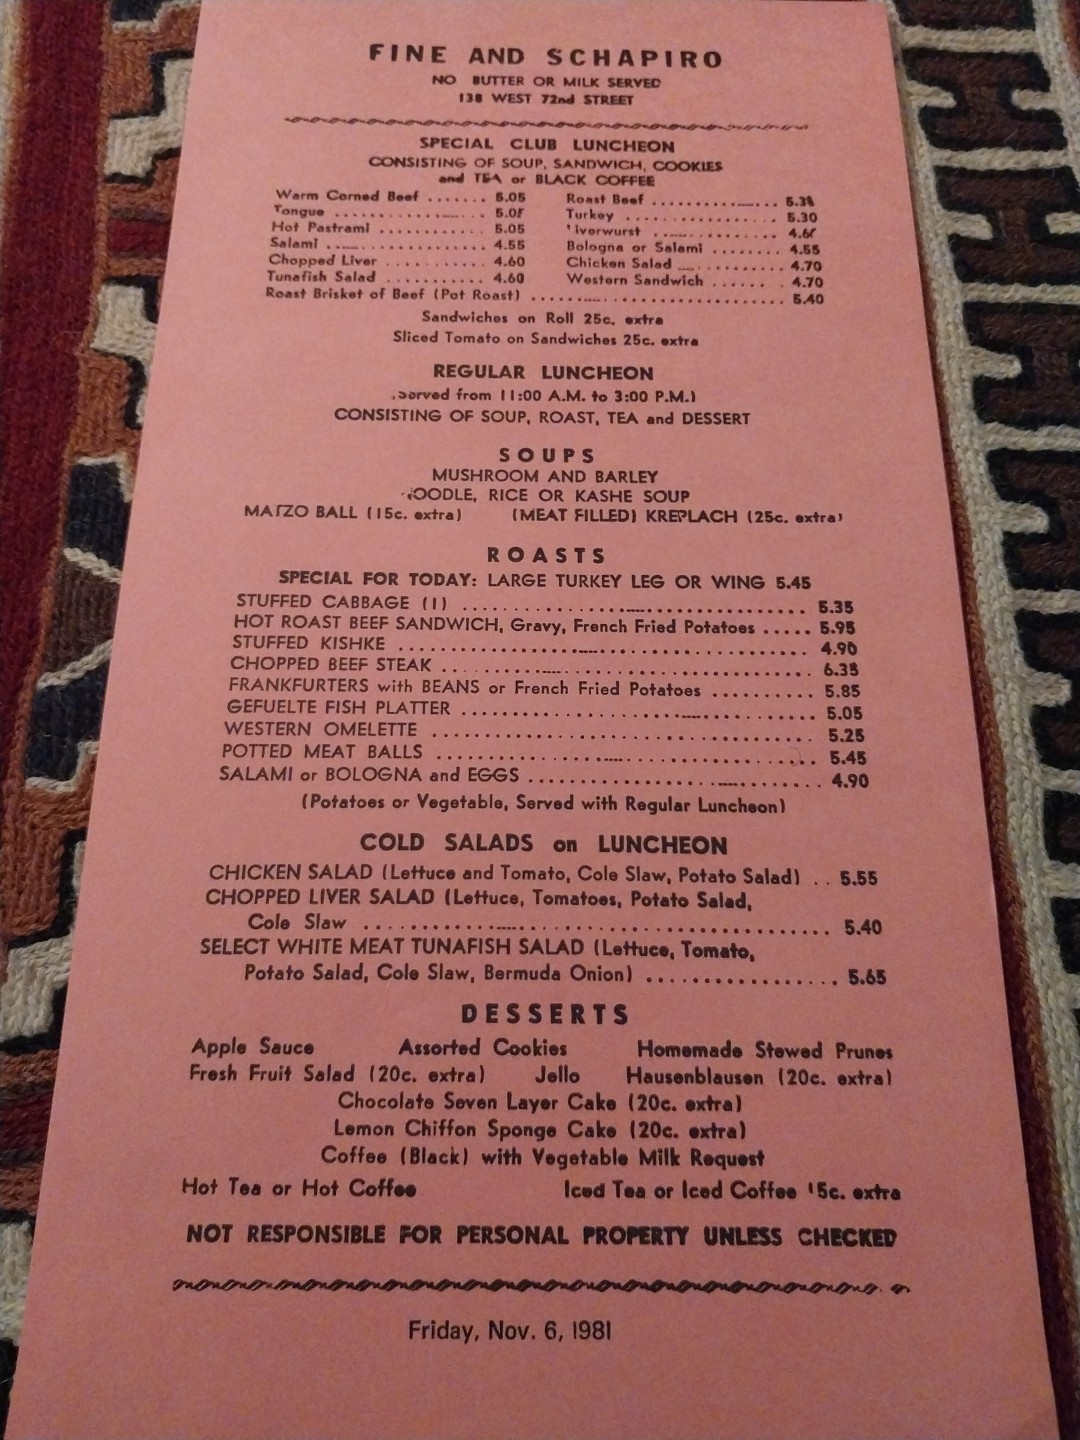 FINE AND SCHAPIRO
NO BUTTER OR MILK SERVED
138 WEST 72nd STREET
SPECIAL CLUB LUNCHEON
CONSISTING OF SOUP, SANDWICH, COOKIES
and TEA or BLACK COFFEE
Warm Corned Beef ....... 5.05 Roast Beef ................
Tongue .................... Turkey .................. 5.30
Hot Pastrami ............. 5.05 ..................
Salami .................... 4.55 Bologna or Salami ........ 4.55
Chopped Liver ........... 4.60 Chicken Salad .............. 4.70
Tunafish Salad ........... 4.60 Western Sandwich ...... . 4.70
Roast Brisket of Beef (Pot Roast) ................................ 5.40
Sandwiches on Roll 25c. extra
Sliced Tomato on Sandwiches 25c. extra
REGULAR LUNCHEON
from 11:00 A.M. to 3:00 P.M.)
CONSISTING OF SOUP, ROAST, TEA and DESSERT
SOUPS
MUSHROOM AND BARLEY
OODLE, RICE OR KASHE SOUP
MATZO BALL (15c. extra) (MEAT FILLED) KREPLACH (25c. extra)
ROASTS
SPECIAL FOR TODAY: LARGE TURKEY LEG OR WING 5.45
STUFFED CABBAGE (1) ........................................ 5.35
HOT ROAST BEEF SANDWICH, Gravy, French Fried Potatoes ..... 5.95
STUFFED KISHKE ............................................... 4.90
CHOPPED BEEF STEAK .......................................... 6.35
FRANKFURTERS with BEANS or French Fried Potatoes .......... 5.85
GEFUELTE FISH PLATTER ........................................ 5.05
WESTERN OMELETTE ............................................ 5.25
POTTED MEAT BALLS ............................................ 5.45
SALAMI or BOLOGNA and EGGS .................................. 4.90
(Potatoes or Vegetable, Served with Regular Luncheon)
COLD SALADS on LUNCHEON
CHICKEN SALAD (Lettuce and Tomato, Cole Slaw, Potato Salad) .. 5.55
CHOPPED LIVER SALAD (Lettuce, Tomatoes, Potato Salad,
Cole Slaw ...................................................... 5.40
SELECT WHITE MEAT TUNAFISH SALAD (Lettuce, Tomato,
Potato Salad, Cole Slaw, Bermuda Onion) ................. 5.65
DESSERTS
Apple Sauce Assorted Cookies Homemade Stewed Prunes
Fresh Fruit Salad (20c. extra) Jello Hausenblausen (20c. extra)
Chocolate Seven Layer Cake (20c. extra)
Lemon Chiffon Sponge Cake (20c. extra)
Coffee (Black) with Vegetable Milk Request
Hot Tea or Hot Coffee Iced Tea or Iced Coffee extra
NOT RESPONSIBLE FOR PERSONAL PROPERTY UNLESS CHECKED
Friday, Nov. 6, 1981